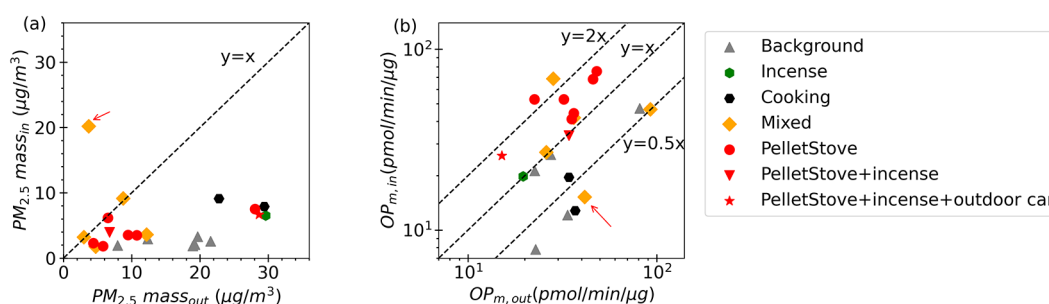 (a)
30
20
10
0
0
10
20
30
y=x
PM2.5 massin (μg/m³)
PM2.5 massout (μg/m³)
(b)
10²
10¹
10¹
10²
y=2x
y=x
y=0.5x
OPm, in(pmol/min/μg)
OPm, out(pmol/min/μg)
Background
Incense
Cooking
Mixed
PelletStove
PelletStove+incense
PelletStove+incense+outdoor